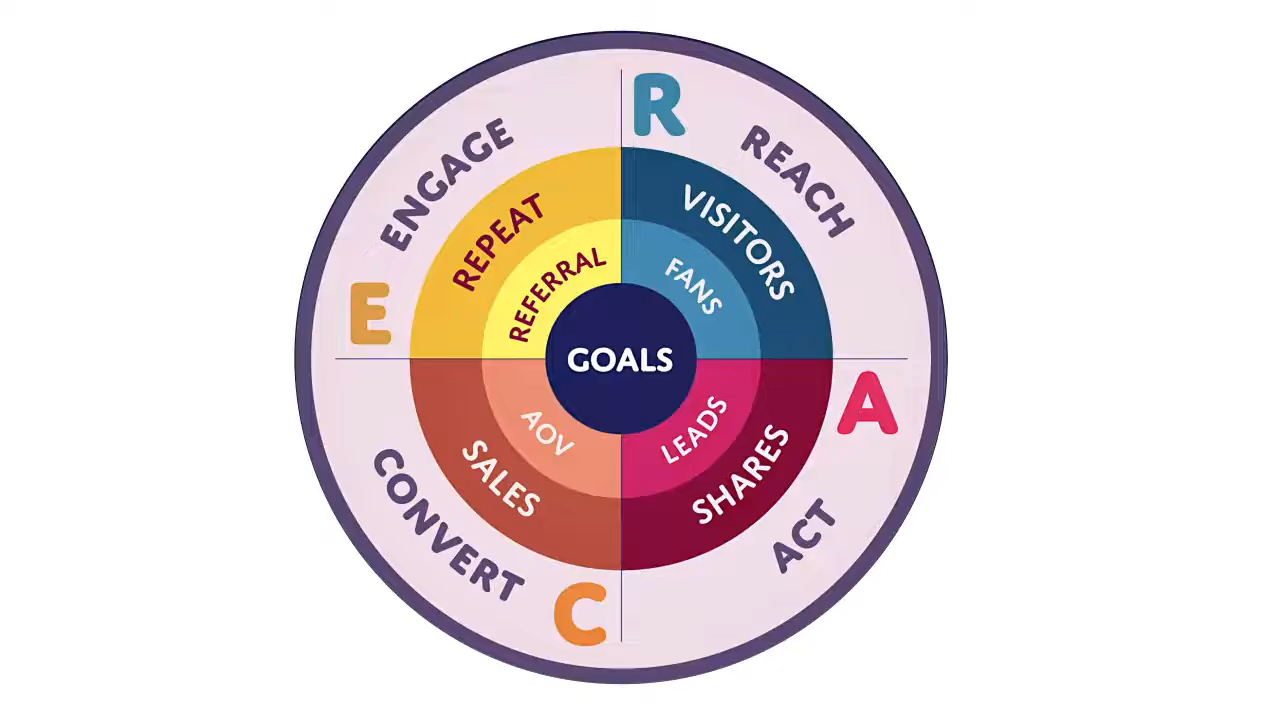 R
REACH
VISITORS
FANS
A
ACT
SHARES
LEADS
C
CONVERT
SALES
AOV
E
ENGAGE
REPEAT
REFERRAL
GOALS